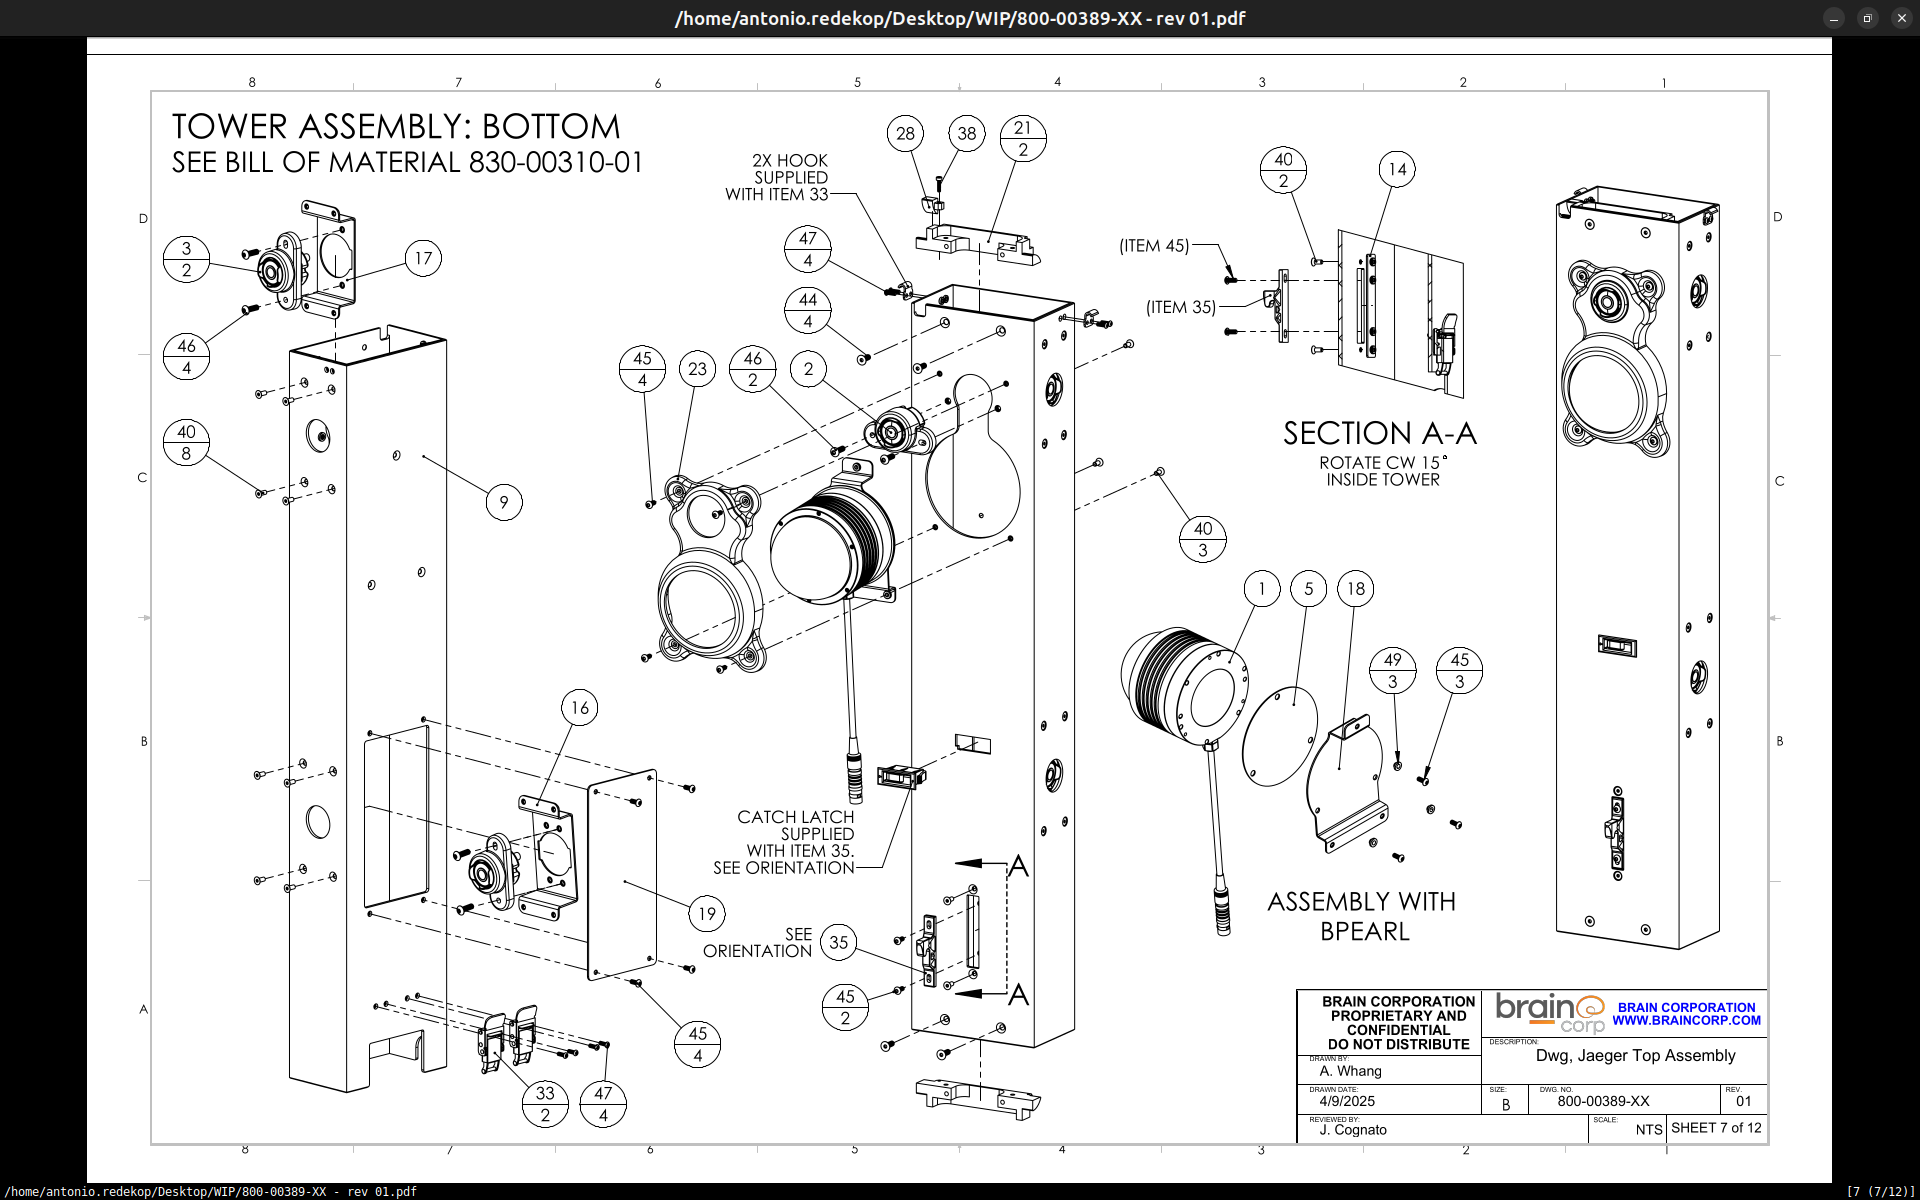 /home/antonio.redekop/Desktop/WIP/800-00389-XX - rev 01.pdf
8 7 6 5 4 3 2 1
TOWER ASSEMBLY: BOTTOM
SEE BILL OF MATERIAL 830-00310-01
D
D
C
C
B
B
A
3
2
17
46
4
40
8
9
2X HOOK
SUPPLIED
WITH ITEM 33
28
38
21
2
47
4
44
4
45
4
23
46
2
2
40
2
14
(ITEM 45)
(ITEM 35)
SECTION A-A
ROTATE CW 15°
INSIDE TOWER
40
3
1
5
18
49
3
45
3
ASSEMBLY WITH
BPEARL
16
19
CATCH LATCH
SUPPLIED
WITH ITEM 35.
SEE ORIENTATION
A
A
SEE
ORIENTATION
35
45
2
45
4
33
2
47
4
BRAIN CORPORATION
PROPRIETARY AND
CONFIDENTIAL
DO NOT DISTRIBUTE
brain
corp
BRAIN CORPORATION
WWW.BRAINCORP.COM
DESCRIPTION:
Dwg, Jaeger Top Assembly
DRAWN BY:
A. Whang
DRAWN DATE:
4/9/2025
SIZE:
B
DWG. NO.
800-00389-XX
REV.
01
REVIEWED BY:
J. Cognato
SCALE:
NTS
SHEET 7 of 12
8 7 6 5 4 3 2 1
/home/antonio.redekop/Desktop/WIP/800-00389-XX - rev 01.pdf
[7 (7/12)]